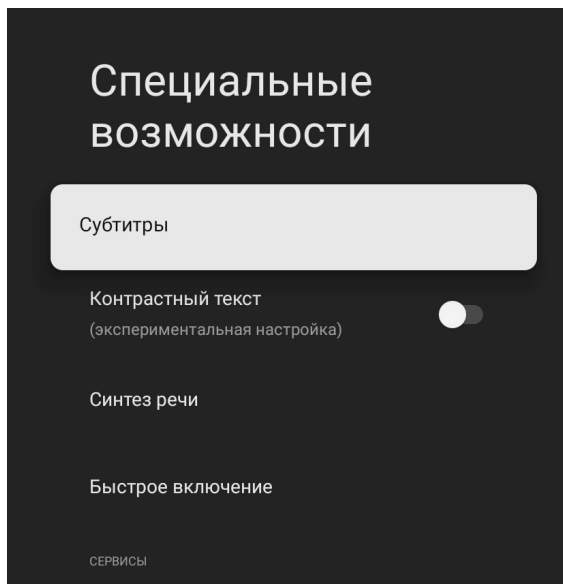 Специальные
возможности
Субтитры
Контрастный текст
(экспериментальная настройка)
Синтез речи
Быстрое включение
СЕРВИСЫ